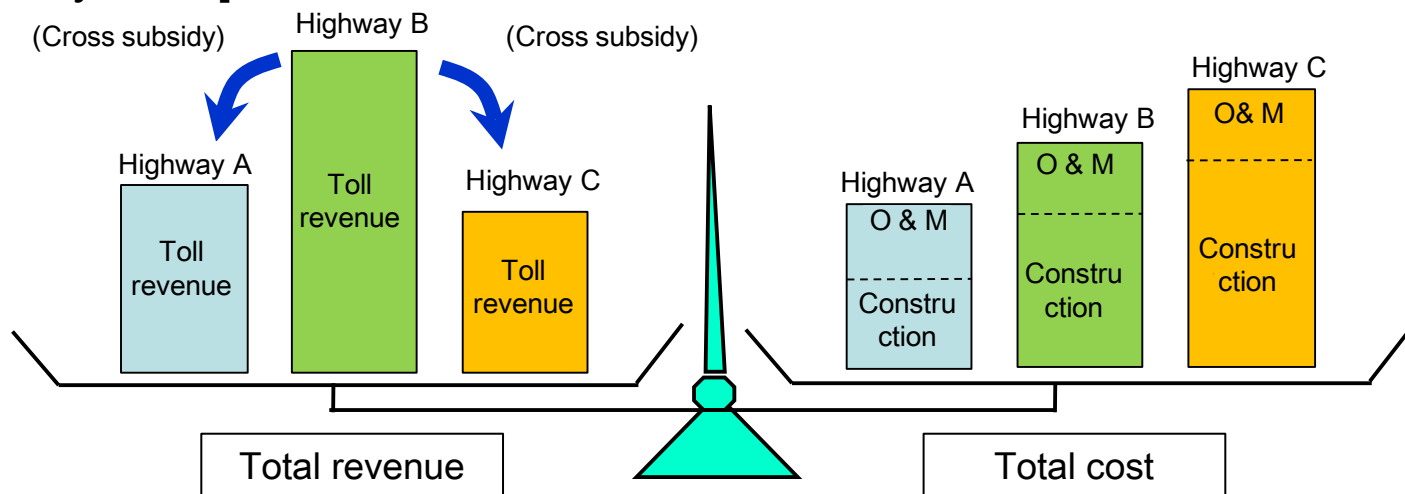 (Cross subsidy)
Highway B
(Cross subsidy)
Highway A
Toll
revenue
Toll
revenue
Highway C
Toll
revenue
Highway A
O & M
Constru
ction
Highway B
O & M
Constru
ction
Highway C
O& M
Constru
ction
Total revenue
Total cost